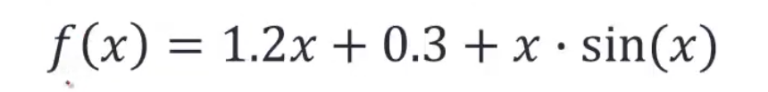 f(x) = 1.2x + 0.3 + x · sin(x)